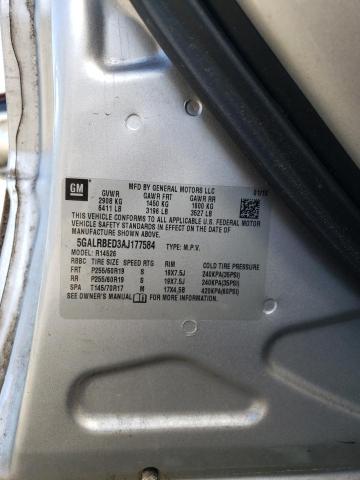 GM
MFD BY GENERAL MOTORS LLC 01/10
GVWR GAWR FRT GAWR RR
2908 KG 1450 KG 1600 KG
6411 LB 3196 LB 3527 LB
THIS VEHICLE CONFORMS TO ALL APPLICABLE U.S. FEDERAL MOTOR
VEHICLE SAFETY STANDARDS IN EFFECT ON THE DATE OF
MANUFACTURE SHOWN ABOVE.
5GALRBED3AJ177584 TYPE: M.P.V.
MODEL: R14526
RBBC TIRE SIZE SPEED RTG RIM COLD TIRE PRESSURE
FRT P255/60R19 S 19X7.5J 240KPA(35PSI)
RR P255/60R19 S 19X7.5J 240KPA(35PSI)
SPA T145/70R17 M 17X4.5B 420KPA(60PSI)
SEE OWNER'S MANUAL FOR MORE INFORMATION.